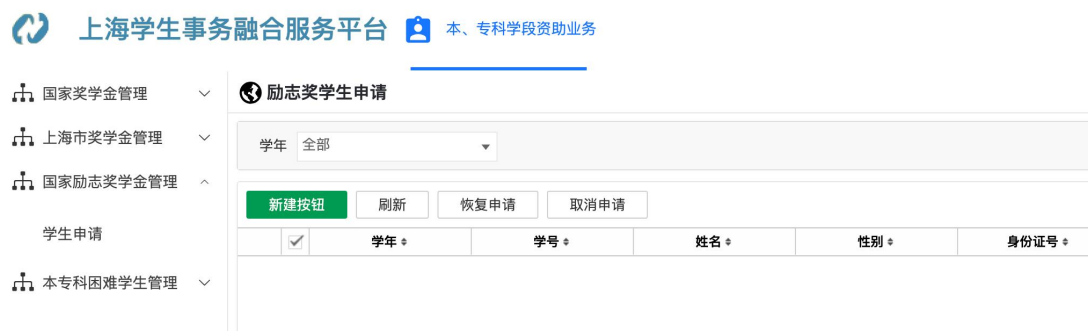 上海学生事务融合服务平台
本、专科学段资助业务
国家奖学金管理
上海市奖学金管理
国家励志奖学金管理
学生申请
本专科困难学生管理
励志奖学生申请
学年 全部
新建按钮 刷新 恢复申请 取消申请
学年 学号 姓名 性别 身份证号